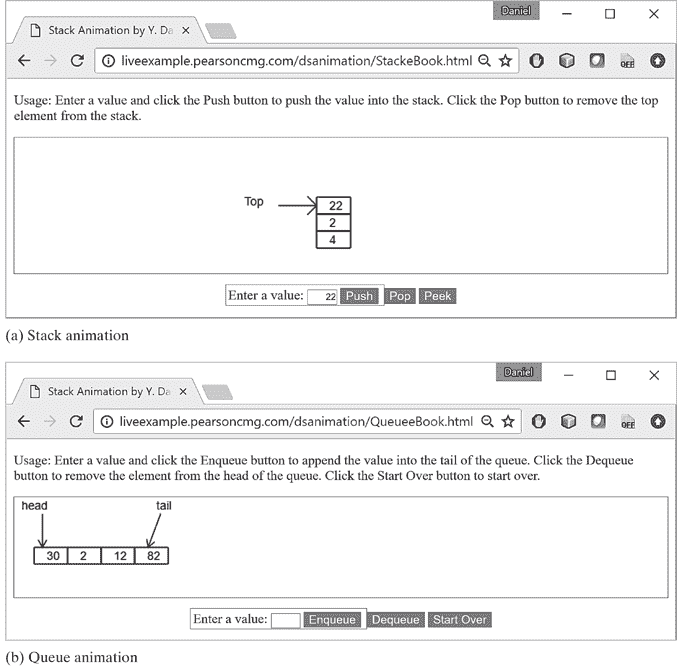 Daniel
Stack Animation by Y. Da
liveexample.pearsoncmg.com/dsanimation/StackeBook.html
OFF
Usage: Enter a value and click the Push button to push the value into the stack. Click the Pop button to remove the top
element from the stack.
Top
22
2
4
Enter a value: 22 Push Pop Peek
(a) Stack animation
Daniel
Stack Animation by Y. Da
liveexample.pearsoncmg.com/dsanimation/QueueeBook.html
OFF
Usage: Enter a value and click the Enqueue button to append the value into the tail of the queue. Click the Dequeue
button to remove the element from the head of the queue. Click the Start Over button to start over.
head tail
30 2 12 82
Enter a value: Enqueue Dequeue Start Over
(b) Queue animation